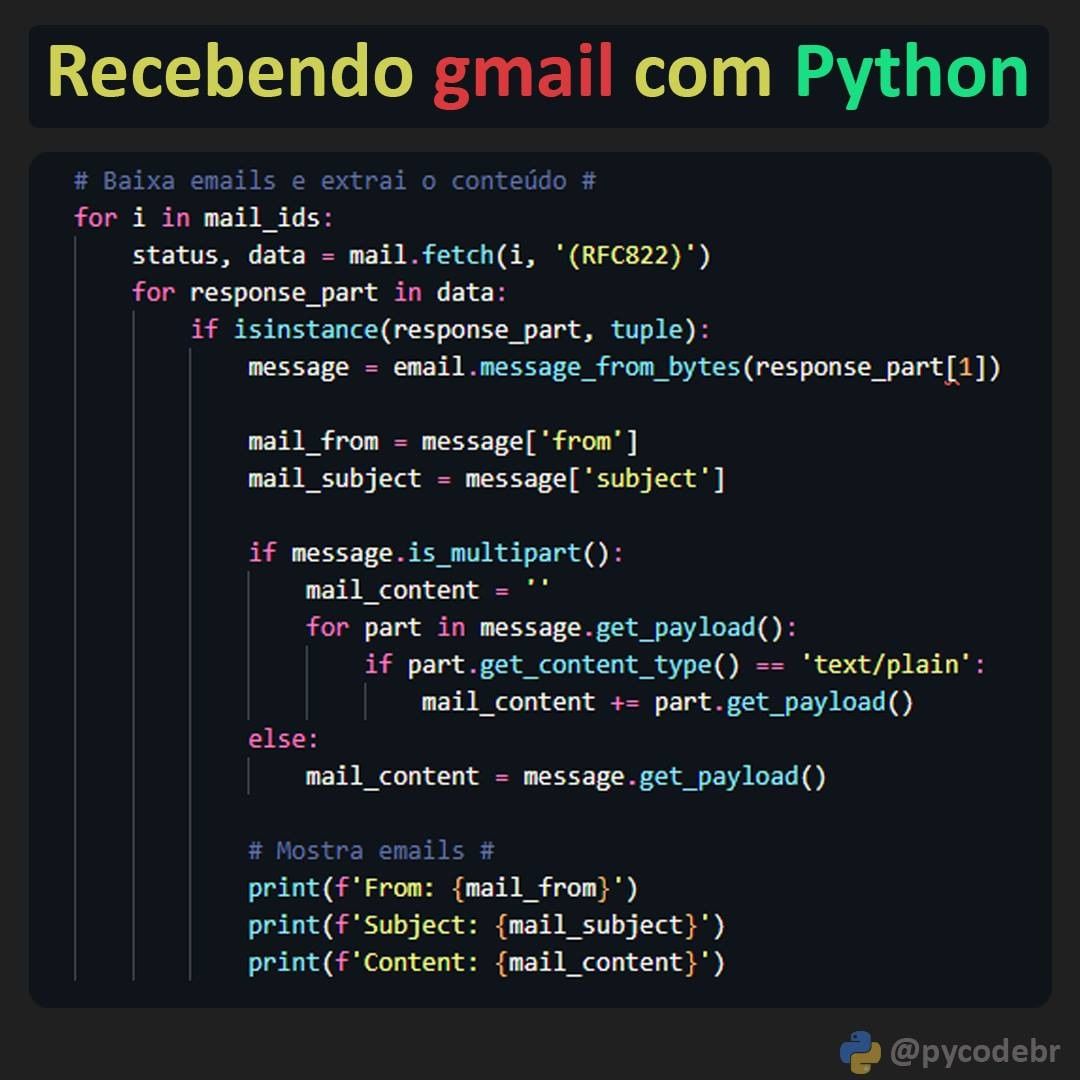 Recebendo gmail com Python
# Baixa emails e extrai o conteúdo #
for i in mail_ids:
    status, data = mail.fetch(i, '(RFC822)')
    for response_part in data:
        if isinstance(response_part, tuple):
            message = email.message_from_bytes(response_part[1])
            mail_from = message['from']
            mail_subject = message['subject']
            if message.is_multipart():
                mail_content = ''
                for part in message.get_payload():
                    if part.get_content_type() == 'text/plain':
                        mail_content += part.get_payload()
            else:
                mail_content = message.get_payload()
            # Mostra emails #
            print(f'From: {mail_from}')
            print(f'Subject: {mail_subject}')
            print(f'Content: {mail_content}')
@pycodebr